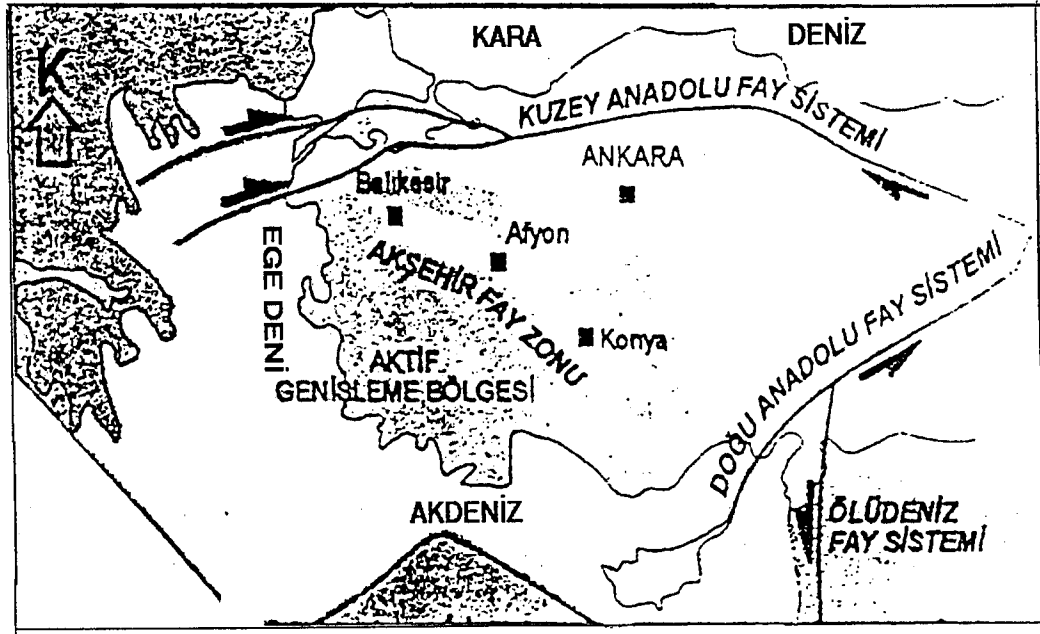 K
KARA DENİZ
KUZEY ANADOLU FAY SİSTEMİ
ANKARA
Balıkesir
Afyon
EGE DENİ
AKŞEHİR FAY ZONU
Konya
AKTİF
GENİŞLEME BÖLGESİ
DOĞU ANADOLU FAY SİSTEMİ
AKDENİZ
ÖLÜDENİZ
FAY SİSTEMİ